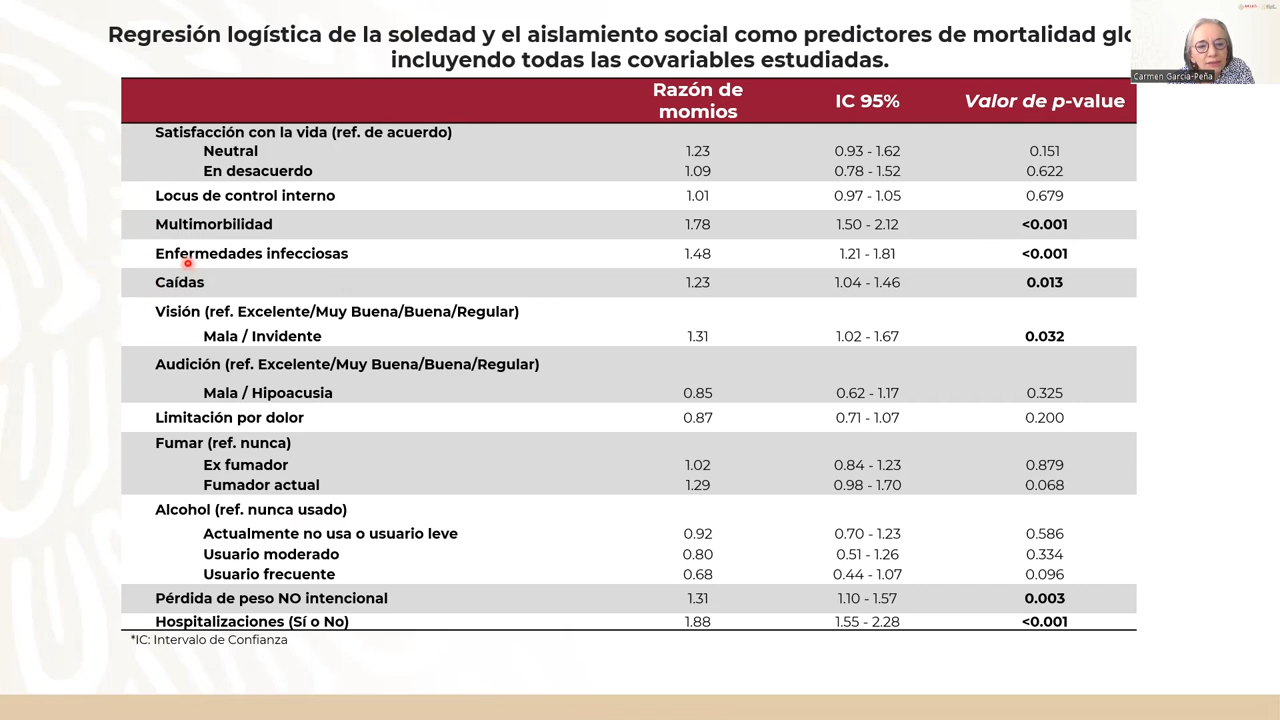 Regresión logística de la soledad y el aislamiento social como predictores de mortalidad glo
incluyendo todas las covariables estudiadas.
Carmen García-Peña
Razón de momios IC 95% Valor de p-value
Satisfacción con la vida (ref. de acuerdo)
Neutral 1.23 0.93 - 1.62 0.151
En desacuerdo 1.09 0.78 - 1.52 0.622
Locus de control interno 1.01 0.97 - 1.05 0.679
Multimorbilidad 1.78 1.50 - 2.12 <0.001
Enfermedades infecciosas 1.48 1.21 - 1.81 <0.001
Caídas 1.23 1.04 - 1.46 0.013
Visión (ref. Excelente/Muy Buena/Buena/Regular)
Mala / Invidente 1.31 1.02 - 1.67 0.032
Audición (ref. Excelente/Muy Buena/Buena/Regular)
Mala / Hipoacusia 0.85 0.62 - 1.17 0.325
Limitación por dolor 0.87 0.71 - 1.07 0.200
Fumar (ref. nunca)
Ex fumador 1.02 0.84 - 1.23 0.879
Fumador actual 1.29 0.98 - 1.70 0.068
Alcohol (ref. nunca usado)
Actualmente no usa o usuario leve 0.92 0.70 - 1.23 0.586
Usuario moderado 0.80 0.51 - 1.26 0.334
Usuario frecuente 0.68 0.44 - 1.07 0.096
Pérdida de peso NO intencional 1.31 1.10 - 1.57 0.003
Hospitalizaciones (Sí o No) 1.88 1.55 - 2.28 <0.001
*IC: Intervalo de Confianza